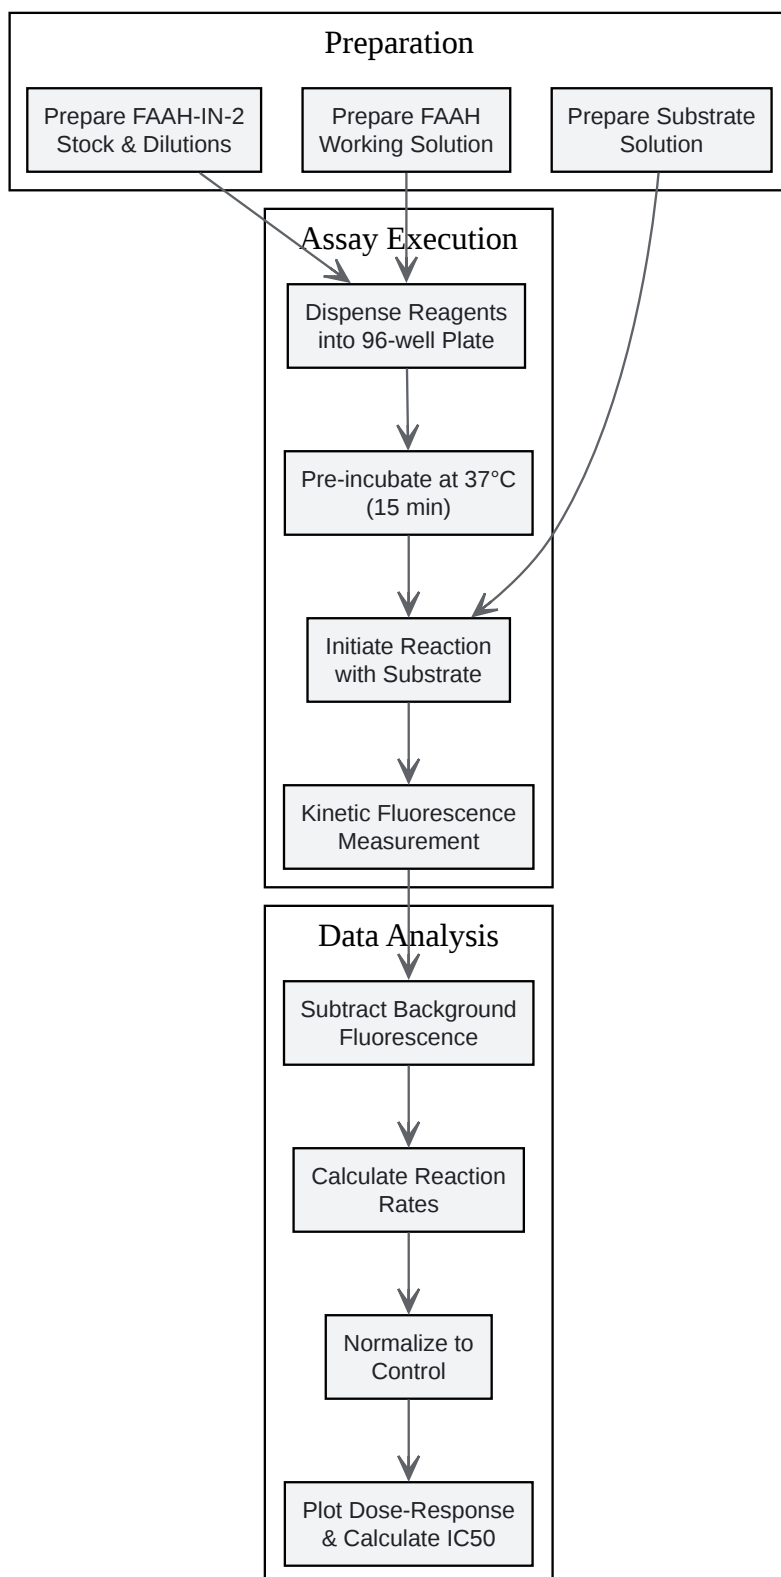 Preparation
Prepare FAAH-IN-2
Stock & Dilutions
Prepare FAAH
Working Solution
Prepare Substrate
Solution
Assay Execution
Dispense Reagents
into 96-well Plate
Pre-incubate at 37°C
(15 min)
Initiate Reaction
with Substrate
Kinetic Fluorescence
Measurement
Data Analysis
Subtract Background
Fluorescence
Calculate Reaction
Rates
Normalize to
Control
Plot Dose-Response
& Calculate IC50